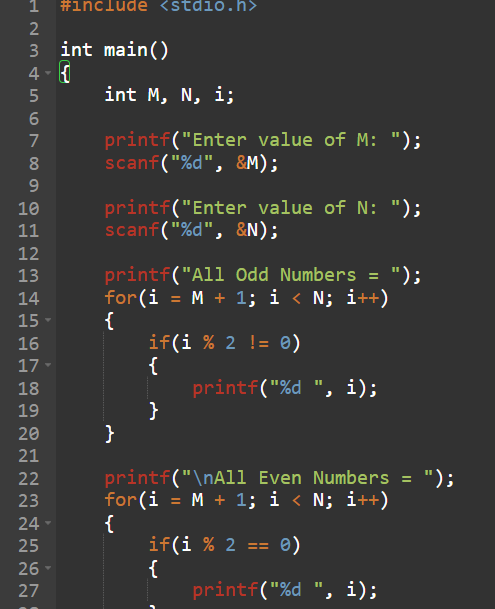 1 #include <stdio.h>
2
3 int main()
4 {
5     int M, N, i;
6
7     printf("Enter value of M: ");
8     scanf("%d", &M);
9
10     printf("Enter value of N: ");
11     scanf("%d", &N);
12
13     printf("All Odd Numbers = ");
14     for(i = M + 1; i < N; i++)
15     {
16         if(i % 2 != 0)
17         {
18             printf("%d ", i);
19         }
20     }
21
22     printf("\nAll Even Numbers = ");
23     for(i = M + 1; i < N; i++)
24     {
25         if(i % 2 == 0)
26         {
27             printf("%d ", i);